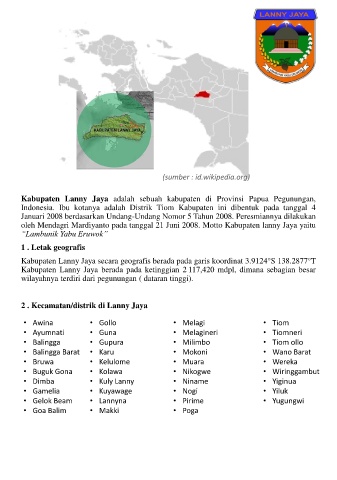 LANNY JAYA
KABUPATEN LANNY JAYA
(sumber : id.wikipedia.org)
Kabupaten Lanny Jaya adalah sebuah kabupaten di Provinsi Papua Pegunungan,
Indonesia. Ibu kotanya adalah Distrik Tiom Kabupaten ini dibentuk pada tanggal 4
Januari 2008 berdasarkan Undang-Undang Nomor 5 Tahun 2008. Peresmiannya dilakukan
oleh Mendagri Mardiyanto pada tanggal 21 Juni 2008. Motto Kabupaten lanny Jaya yaitu
"Lambunik Yabu Eruwok"
1 . Letak geografis
Kabupaten Lanny Jaya secara geografis berada pada garis koordinat 3.9124°S 138.2877°T
Kabupaten Lanny Jaya berada pada ketinggian 2 117,420 mdpl, dimana sebagian besar
wilayahnya terdiri dari pegunuagan ( dataran tinggi).
2 . Kecamatan/distrik di Lanny Jaya
• Awina
• Ayumnati
• Balingga
• Balingga Barat
• Bruwa
• Buguk Gona
• Dimba
• Gamelia
• Gelok Beam
• Goa Balim
• Gollo
• Guna
• Gupura
• Karu
• Keluiome
• Kolawa
• Kuly Lanny
• Kuyawage
• Lannyna
• Makki
• Melagi
• Melagineri
• Milimbo
• Mokoni
• Muara
• Nikogwe
• Niname
• Nogi
• Pirime
• Poga
• Tiom
• Tiomneri
• Tiom ollo
• Wano Barat
• Wereka
• Wiringgambut
• Yiginua
• Yiluk
• Yugungwi